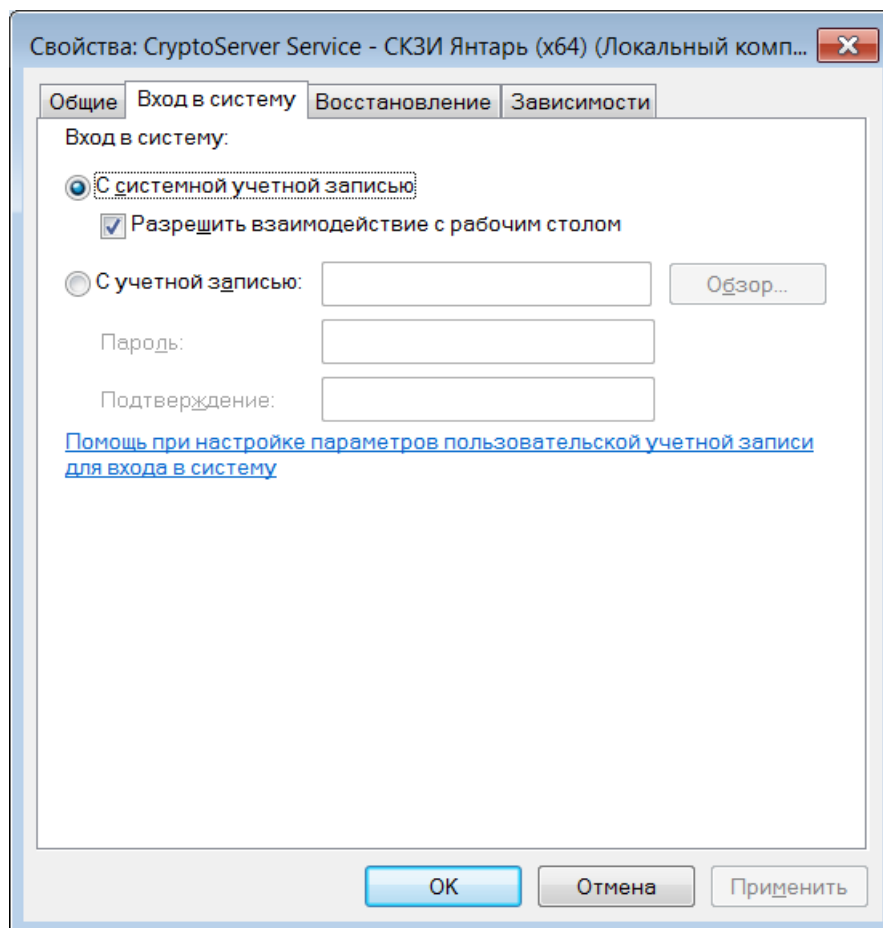 Свойства: CryptoServer Service - СКЗИ Янтарь (x64) (Локальный комп...
Общие Вход в систему Восстановление Зависимости
Вход в систему:
С системной учетной записью
Разрешить взаимодействие с рабочим столом
С учетной записью: Обзор...
Пароль:
Подтверждение:
Помощь при настройке параметров пользовательской учетной записи
для входа в систему
OK Отмена Применить